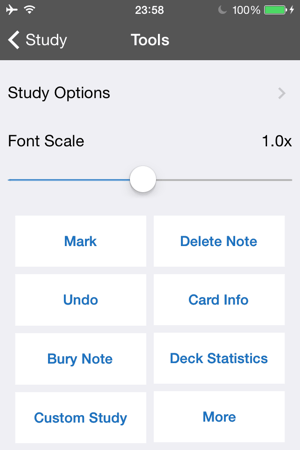 23:58
100%
Study
Tools
Study Options
Font Scale 1.0x
Mark
Delete Note
Undo
Card Info
Bury Note
Deck Statistics
Custom Study
More